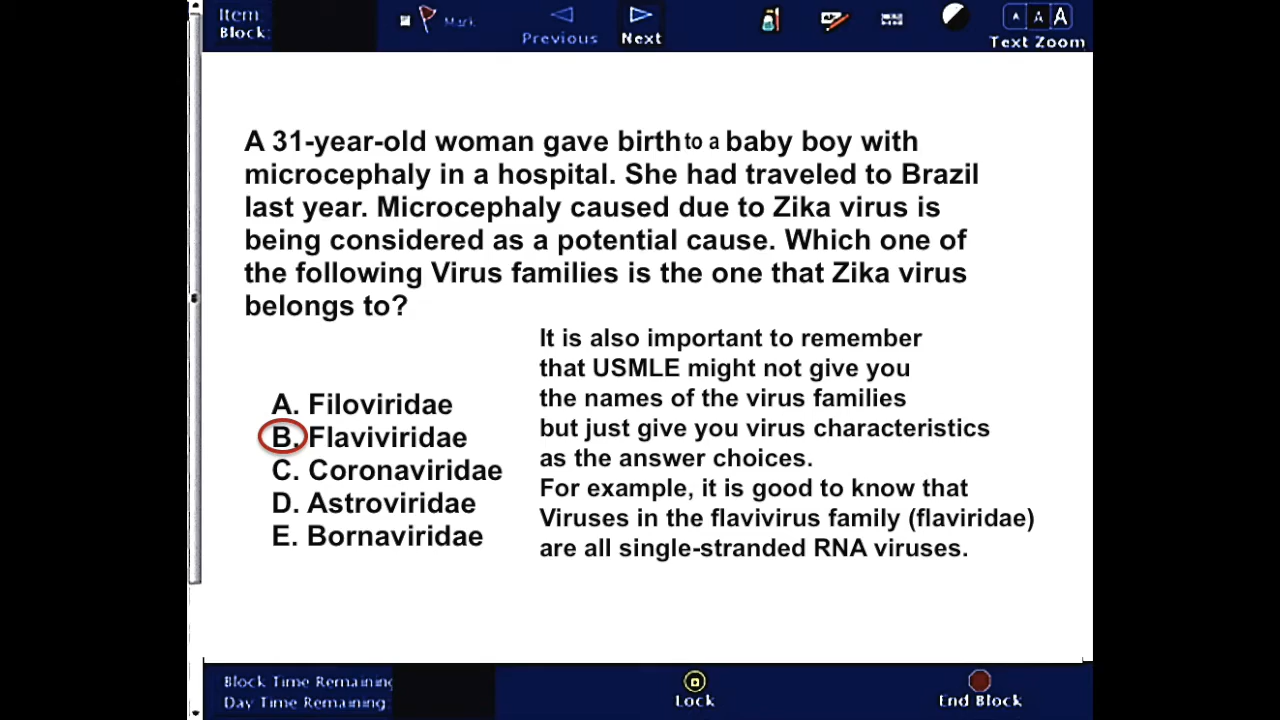 Item
Block:
Mark
Previous
Next
A A A
Text Zoom
A 31-year-old woman gave birth to a baby boy with
microcephaly in a hospital. She had traveled to Brazil
last year. Microcephaly caused due to Zika virus is
being considered as a potential cause. Which one of
the following Virus families is the one that Zika virus
belongs to?
A. Filoviridae
B. Flaviviridae
C. Coronaviridae
D. Astroviridae
E. Bornaviridae
It is also important to remember
that USMLE might not give you
the names of the virus families
but just give you virus characteristics
as the answer choices.
For example, it is good to know that
Viruses in the flavivirus family (flaviridae)
are all single-stranded RNA viruses.
Block Time Remaining
Day Time Remaining:
Lock
End Block